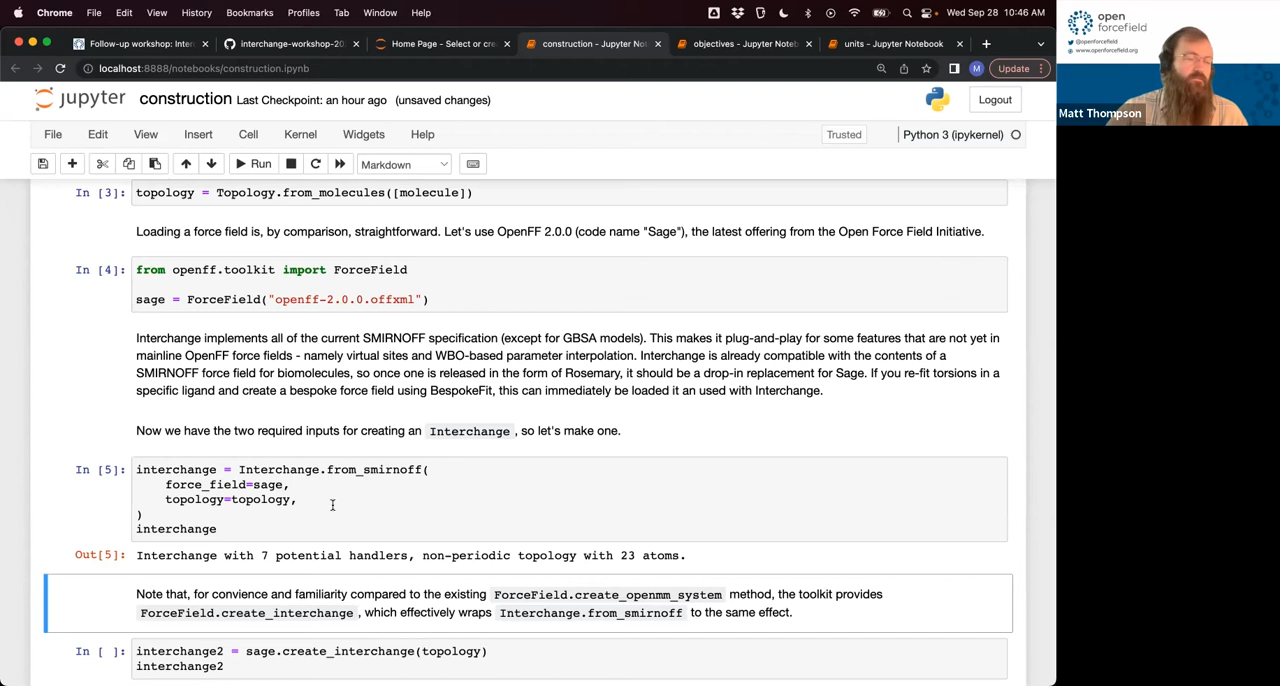 Chrome File Edit View History Bookmarks Profiles Tab Window Help Wed Sep 28 10:46 AM
Follow-up workshop: Inter interchange-workshop-202 Home Page - Select or crea construction - Jupyter Not objectives - Jupyter Noteb units - Jupyter Notebook
localhost:8888/notebooks/construction.ipynb M Update
jupyter construction Last Checkpoint: an hour ago (unsaved changes) Logout
File Edit View Insert Cell Kernel Widgets Help Trusted Python 3 (ipykernel)
Run Markdown
In [3]: topology = Topology.from_molecules([molecule])
Loading a force field is, by comparison, straightforward. Let's use OpenFF 2.0.0 (code name "Sage"), the latest offering from the Open Force Field Initiative.
In [4]: from openff.toolkit import ForceField
sage = ForceField("openff-2.0.0.offxml")
Interchange implements all of the current SMIRNOFF specification (except for GBSA models). This makes it plug-and-play for some features that are not yet in
mainline OpenFF force fields - namely virtual sites and WBO-based parameter interpolation. Interchange is already compatible with the contents of a
SMIRNOFF force field for biomolecules, so once one is released in the form of Rosemary, it should be a drop-in replacement for Sage. If you re-fit torsions in a
specific ligand and create a bespoke force field using BespokeFit, this can immediately be loaded it an used with Interchange.
Now we have the two required inputs for creating an Interchange, so let's make one.
In [5]: interchange = Interchange.from_smirnoff(
force_field=sage,
topology=topology,
)
interchange
Out[5]: Interchange with 7 potential handlers, non-periodic topology with 23 atoms.
Note that, for convience and familiarity compared to the existing ForceField.create_openmm_system method, the toolkit provides
ForceField.create_interchange, which effectively wraps Interchange.from_smirnoff to the same effect.
In [ ]: interchange2 = sage.create_interchange(topology)
interchange2
open
forcefield
@openforcefield
www.openforcefield.org
Matt Thompson